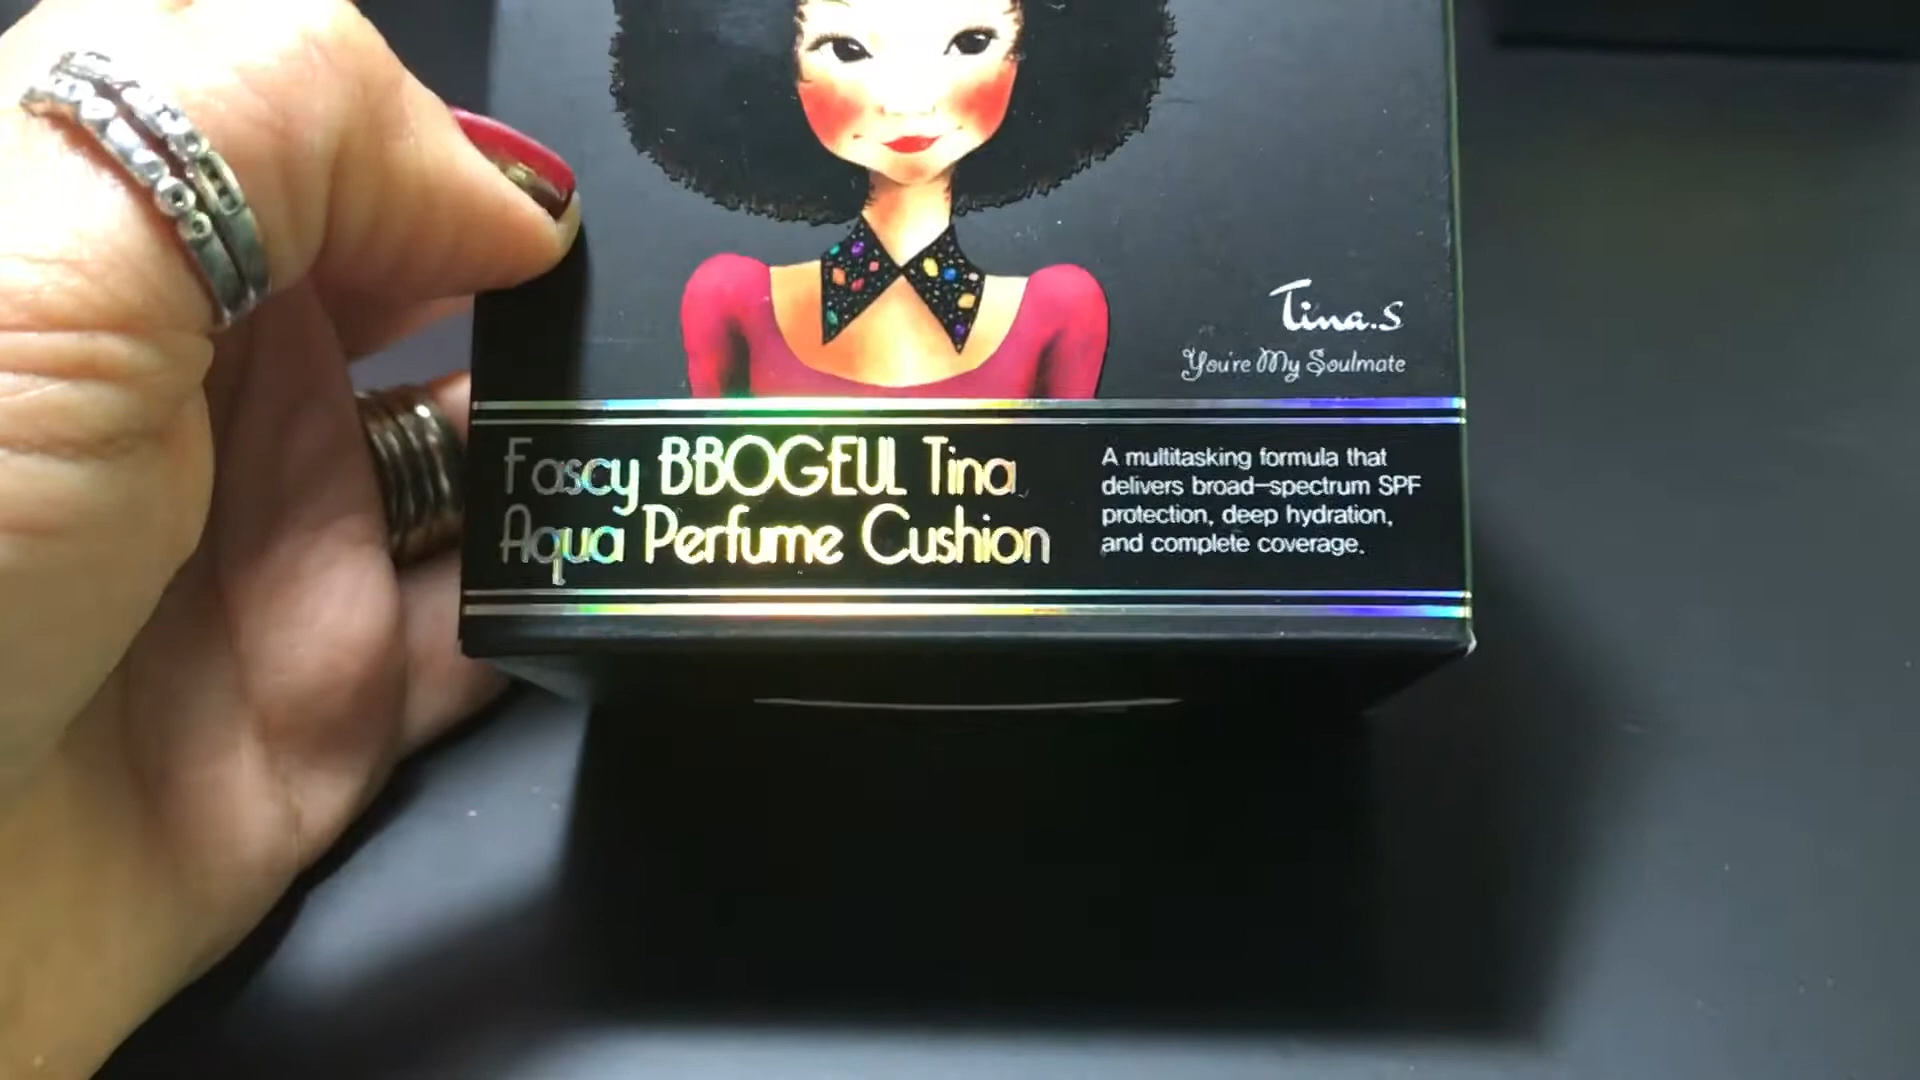 Tina.S
You're My Soulmate
Fascy BBOGEUL Tina
Aqua Perfume Cushion
A multitasking formula that
delivers broad-spectrum SPF
protection, deep hydration,
and complete coverage.